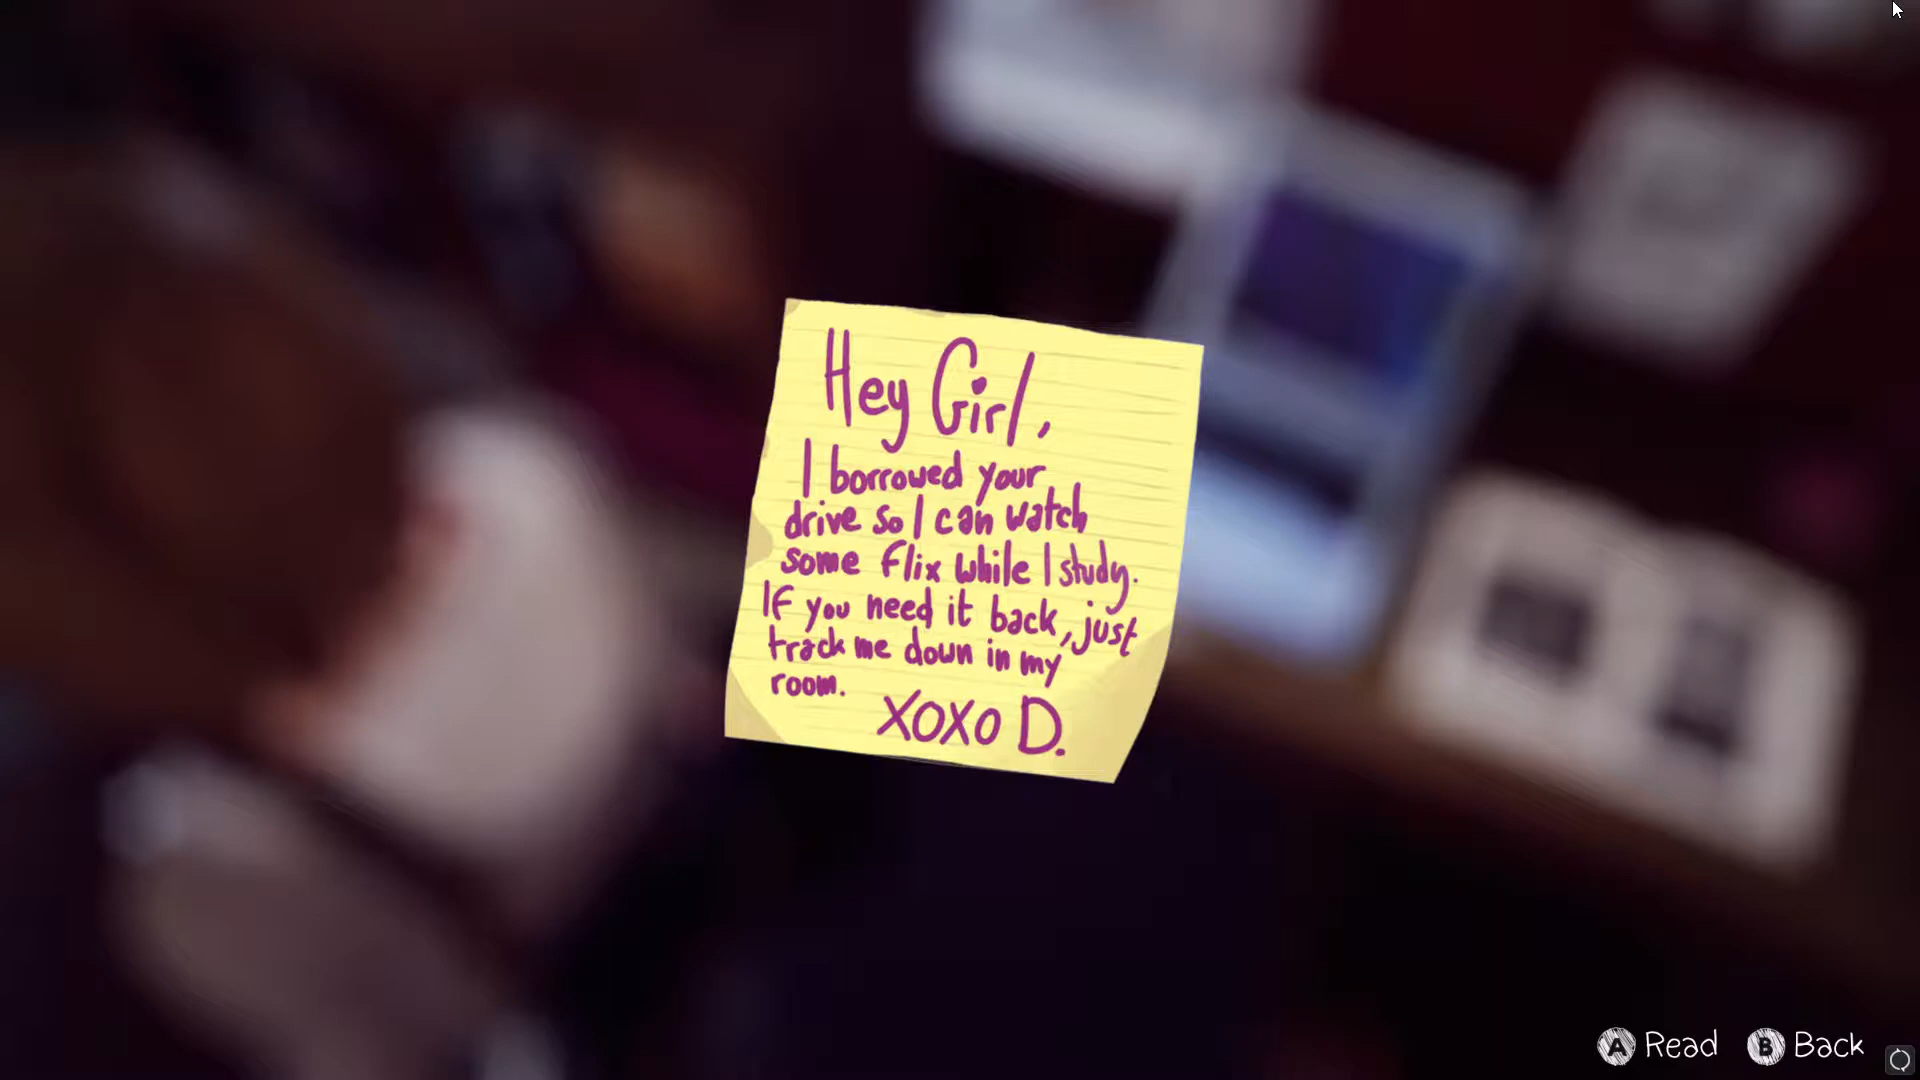 Hey Girl,
I borrowed your
drive so I can watch
some flix while I study.
If you need it back, just
track me down in my
room.
XOXO D.
A Read B Back